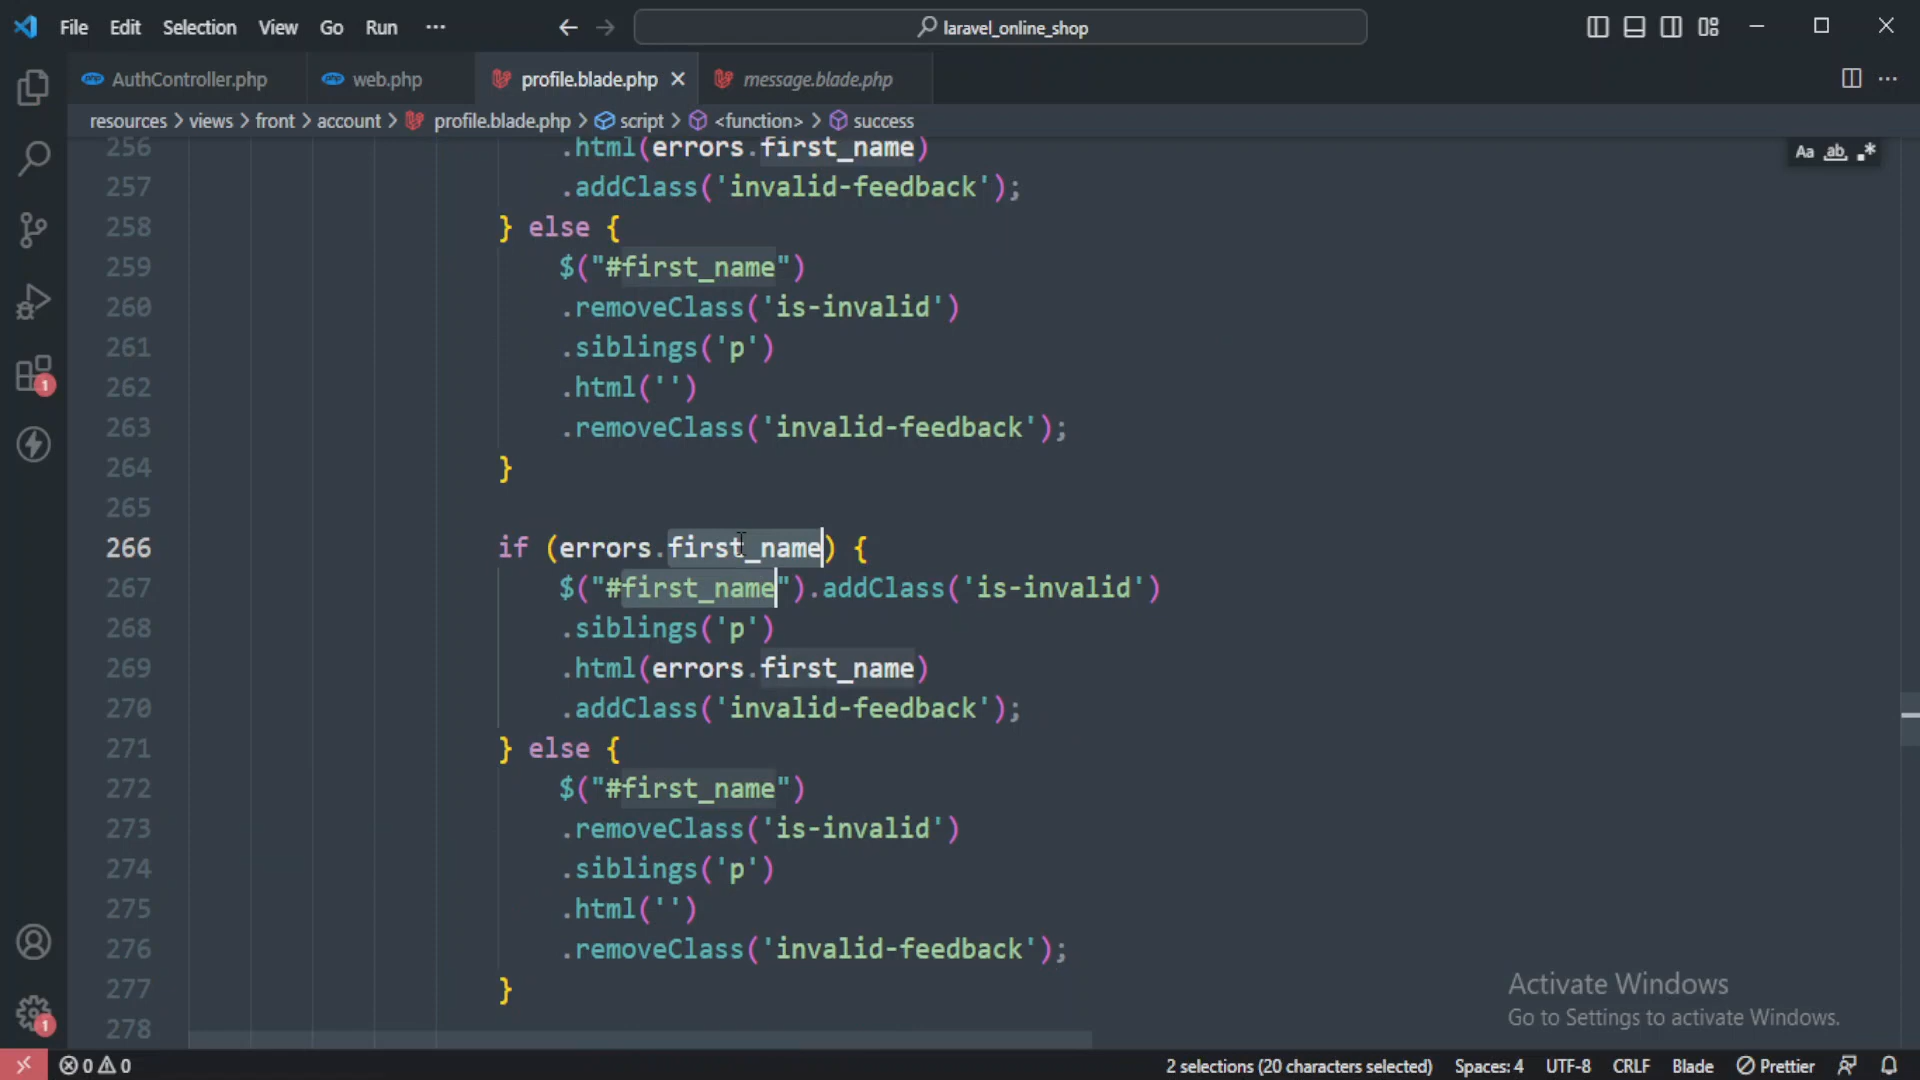 File Edit Selection View Go Run ··· laravel_online_shop
AuthController.php web.php profile.blade.php message.blade.php
resources > views > front > account > profile.blade.php > script > <function> > success
256 .html(errors.first_name)
Aa ab .*
257 .addClass('invalid-feedback');
258 } else {
259 $("#first_name")
260 .removeClass('is-invalid')
261 .siblings('p')
262 .html('')
263 .removeClass('invalid-feedback');
264 }
265
266 if (errors.first_name) {
267 $("#first_name").addClass('is-invalid')
268 .siblings('p')
269 .html(errors.first_name)
270 .addClass('invalid-feedback');
271 } else {
272 $("#first_name")
273 .removeClass('is-invalid')
274 .siblings('p')
275 .html('')
276 .removeClass('invalid-feedback');
277 }
278
1
1
Activate Windows
Go to Settings to activate Windows.
0 0 2 selections (20 characters selected) Spaces: 4 UTF-8 CRLF Blade Prettier